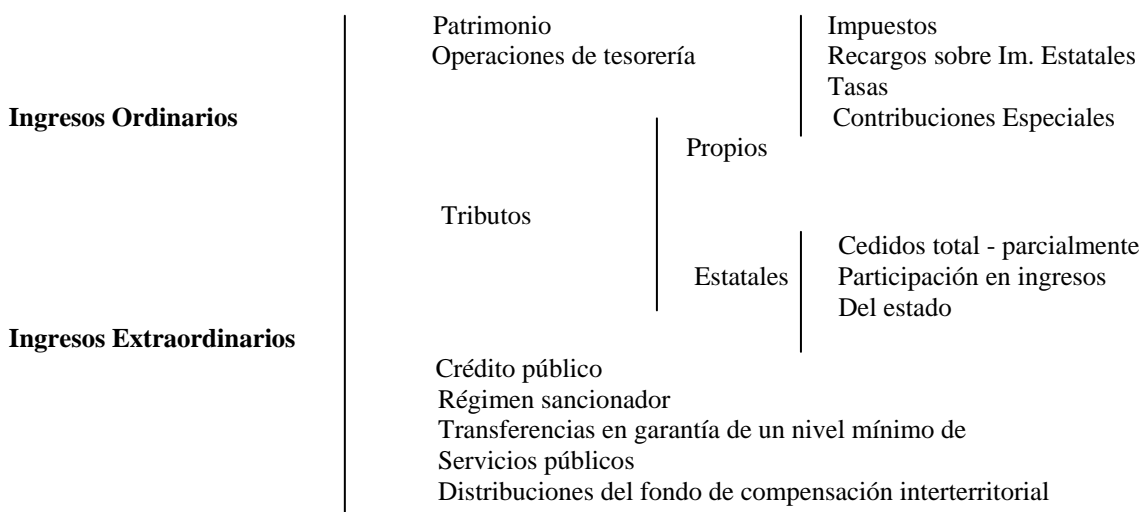 Patrimonio
Impuestos
Operaciones de tesorería
Recargos sobre Im. Estatales
Tasas
Ingresos Ordinarios
Contribuciones Especiales
Propios
Tributos
Cedidos total - parcialmente
Estatales
Participación en ingresos
Del estado
Ingresos Extraordinarios
Crédito público
Régimen sancionador
Transferencias en garantía de un nivel mínimo de
Servicios públicos
Distribuciones del fondo de compensación interterritorial